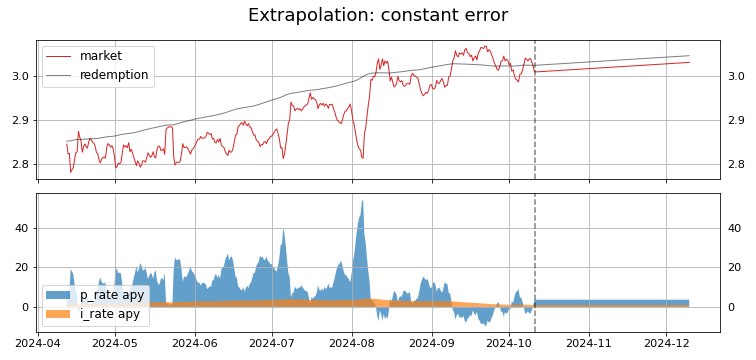 Extrapolation: constant error
market
redemption
3.0 3.0
2.9 2.9
2.8 2.8
40 40
20 20
0 0
p_rate apy
i_rate apy
2024-04 2024-05 2024-06 2024-07 2024-08 2024-09 2024-10 2024-11 2024-12